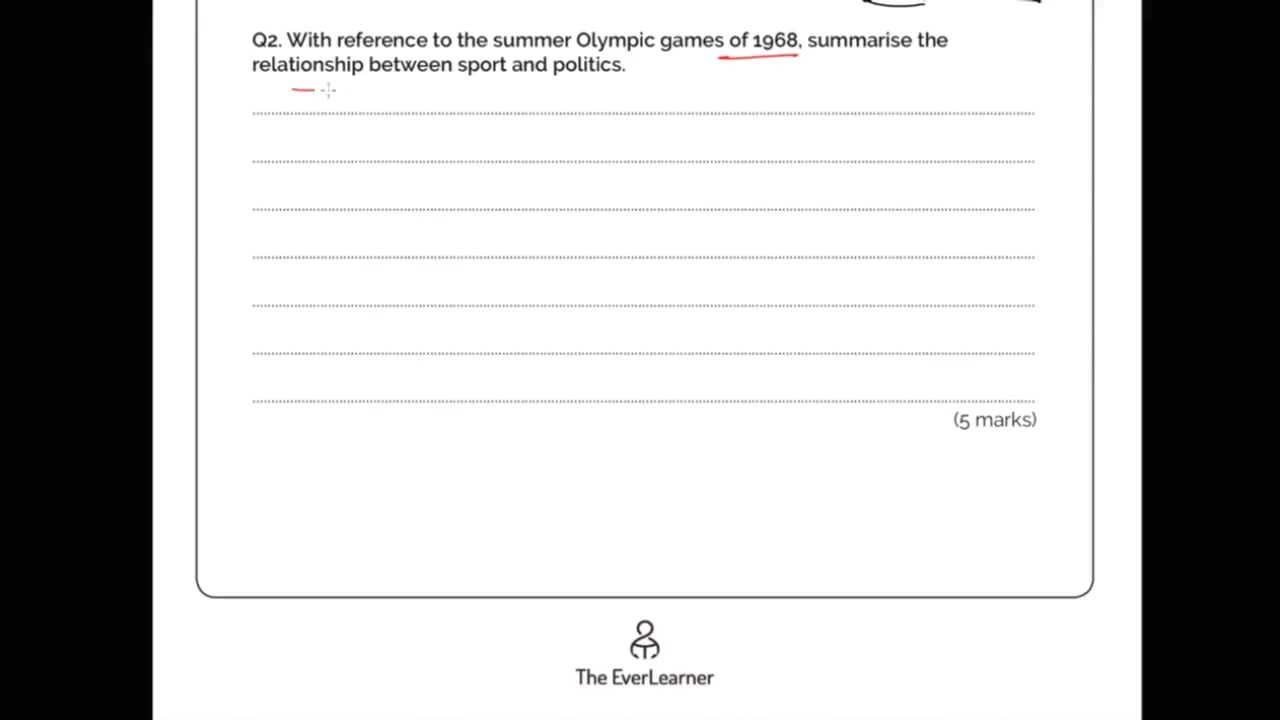 Q2. With reference to the summer Olympic games of 1968, summarise the
relationship between sport and politics.
(5 marks)
The EverLearner